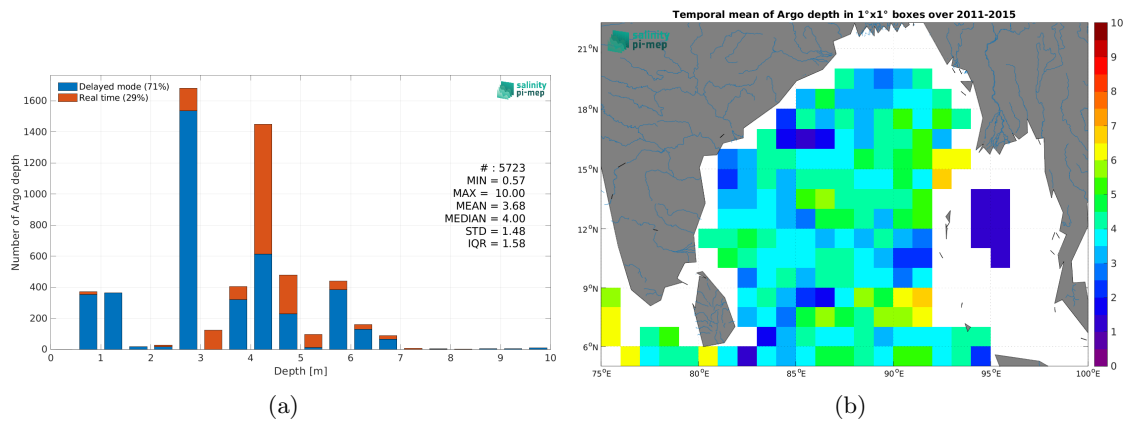 Delayed mode (71%)
Real time (29%)
salinity
pi-mep
# : 5723
MIN = 0.57
MAX = 10.00
MEAN = 3.68
MEDIAN = 4.00
STD = 1.48
IQR = 1.58
Number of Argo depth
1600
1400
1200
1000
800
600
400
200
0
0 1 2 3 4 5 6 7 8 9 10
Depth [m]
(a)
Temporal mean of Argo depth in 1°x1° boxes over 2011-2015
salinity
pi-mep
21°N
18°N
15°N
12°N
9°N
6°N
75°E 80°E 85°E 90°E 95°E 100°E
10
9
8
7
6
5
4
3
2
1
0
(b)